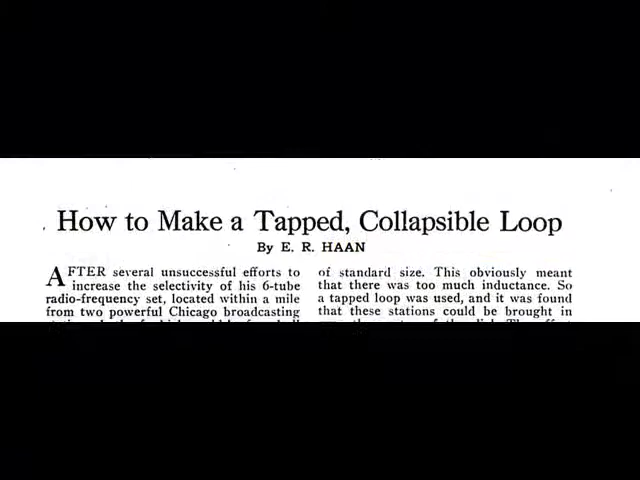 How to Make a Tapped, Collapsible Loop
By E. R. HAAN
AFTER several unsuccessful efforts to
increase the selectivity of his 6-tube
radio-frequency set, located within a mile
from two powerful Chicago broadcasting
of standard size. This obviously meant
that there was too much inductance. So
a tapped loop was used, and it was found
that these stations could be brought in